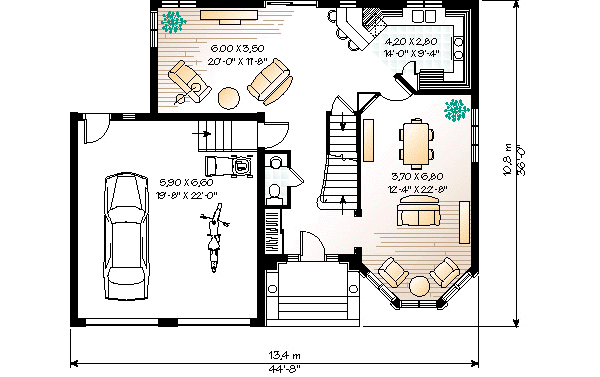 6,00 X 3,50
20'-0" X 11'-8"
4,20 X 2,80
14'-0" X 9'-4"
5,90 X 6,60
19'-8" X 22'-0"
3,70 X 6,80
12'-4" X 22'-8"
10,8 m
36'-0"
13,4 m
44'-8"